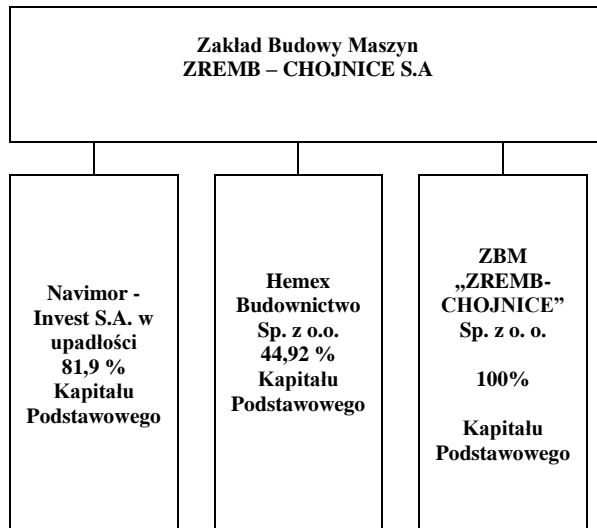 Zakład Budowy Maszyn
ZREMB – CHOJNICE S.A
Navimor -
Invest S.A. w
upadłości
81,9 %
Kapitału
Podstawowego
Hemex
Budownictwo
Sp. z o.o.
44,92 %
Kapitału
Podstawowego
ZBM
„ZREMB-
CHOJNICE”
Sp. z o. o.
100%
Kapitału
Podstawowego